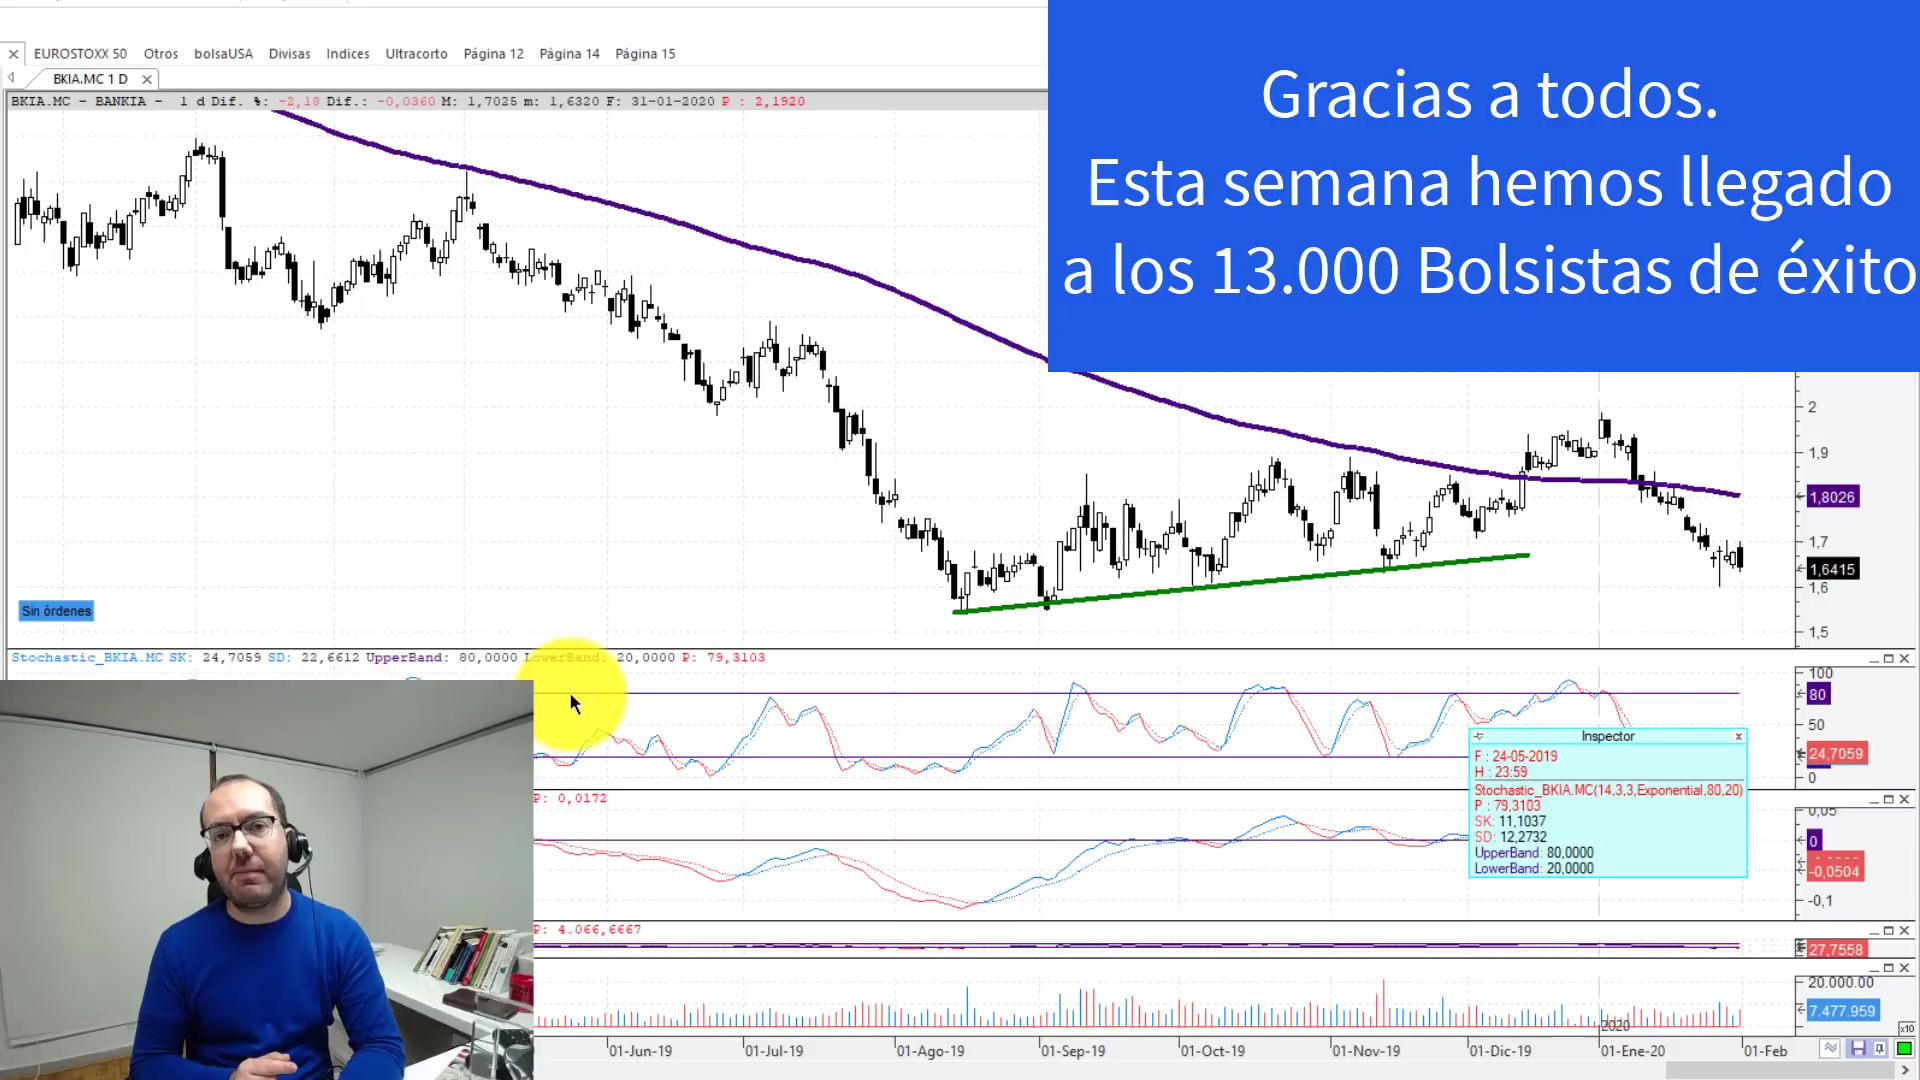 Gracias a todos.
Esta semana hemos llegado
a los 13.000 Bolsistas de éxito
EUROSTOXX 50 Otros bolsaUSA Divisas Indices Ultracorto Página 12 Página 14 Página 15
BKIA.MC 1 D
BKIA.MC - BANKIA - 1 d Dif. %: -2,18 Dif.: -0,0360 M: 1,7025 m: 1,6320 F: 31-01-2020 P : 2,1920
2
1,9
1,8026
1,7
1,6415
1,6
1,5
Sin órdenes
Stochastic_BKIA.MC SK: 24,7059 SD: 22,6612 UpperBand: 80,0000 LowerBand: 20,0000 P: 79,3103
100
80
50
24,7059
0
Inspector
F : 24-05-2019
H : 23:59
Stochastic_BKIA.MC(14,3,3,Exponential,80,20)
P : 79,3103
SK: 11,1037
SD: 12,2732
UpperBand: 80,0000
LowerBand: 20,0000
P: 0,0172
0,05
0
-0,0504
-0,1
P: 4.066,6667
27,7558
20.000.00
7.477.959
x10
2020
01-Jun-19 01-Jul-19 01-Ago-19 01-Sep-19 01-Oct-19 01-Nov-19 01-Dic-19 01-Ene-20 01-Feb